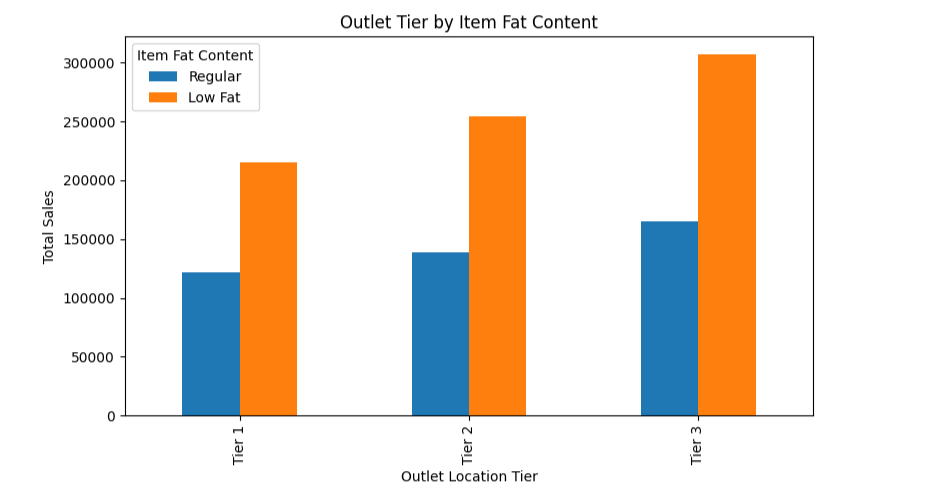 Outlet Tier by Item Fat Content
Item Fat Content
Regular
Low Fat
300000
250000
200000
150000
100000
50000
0
Total Sales
Tier 1
Tier 2
Tier 3
Outlet Location Tier